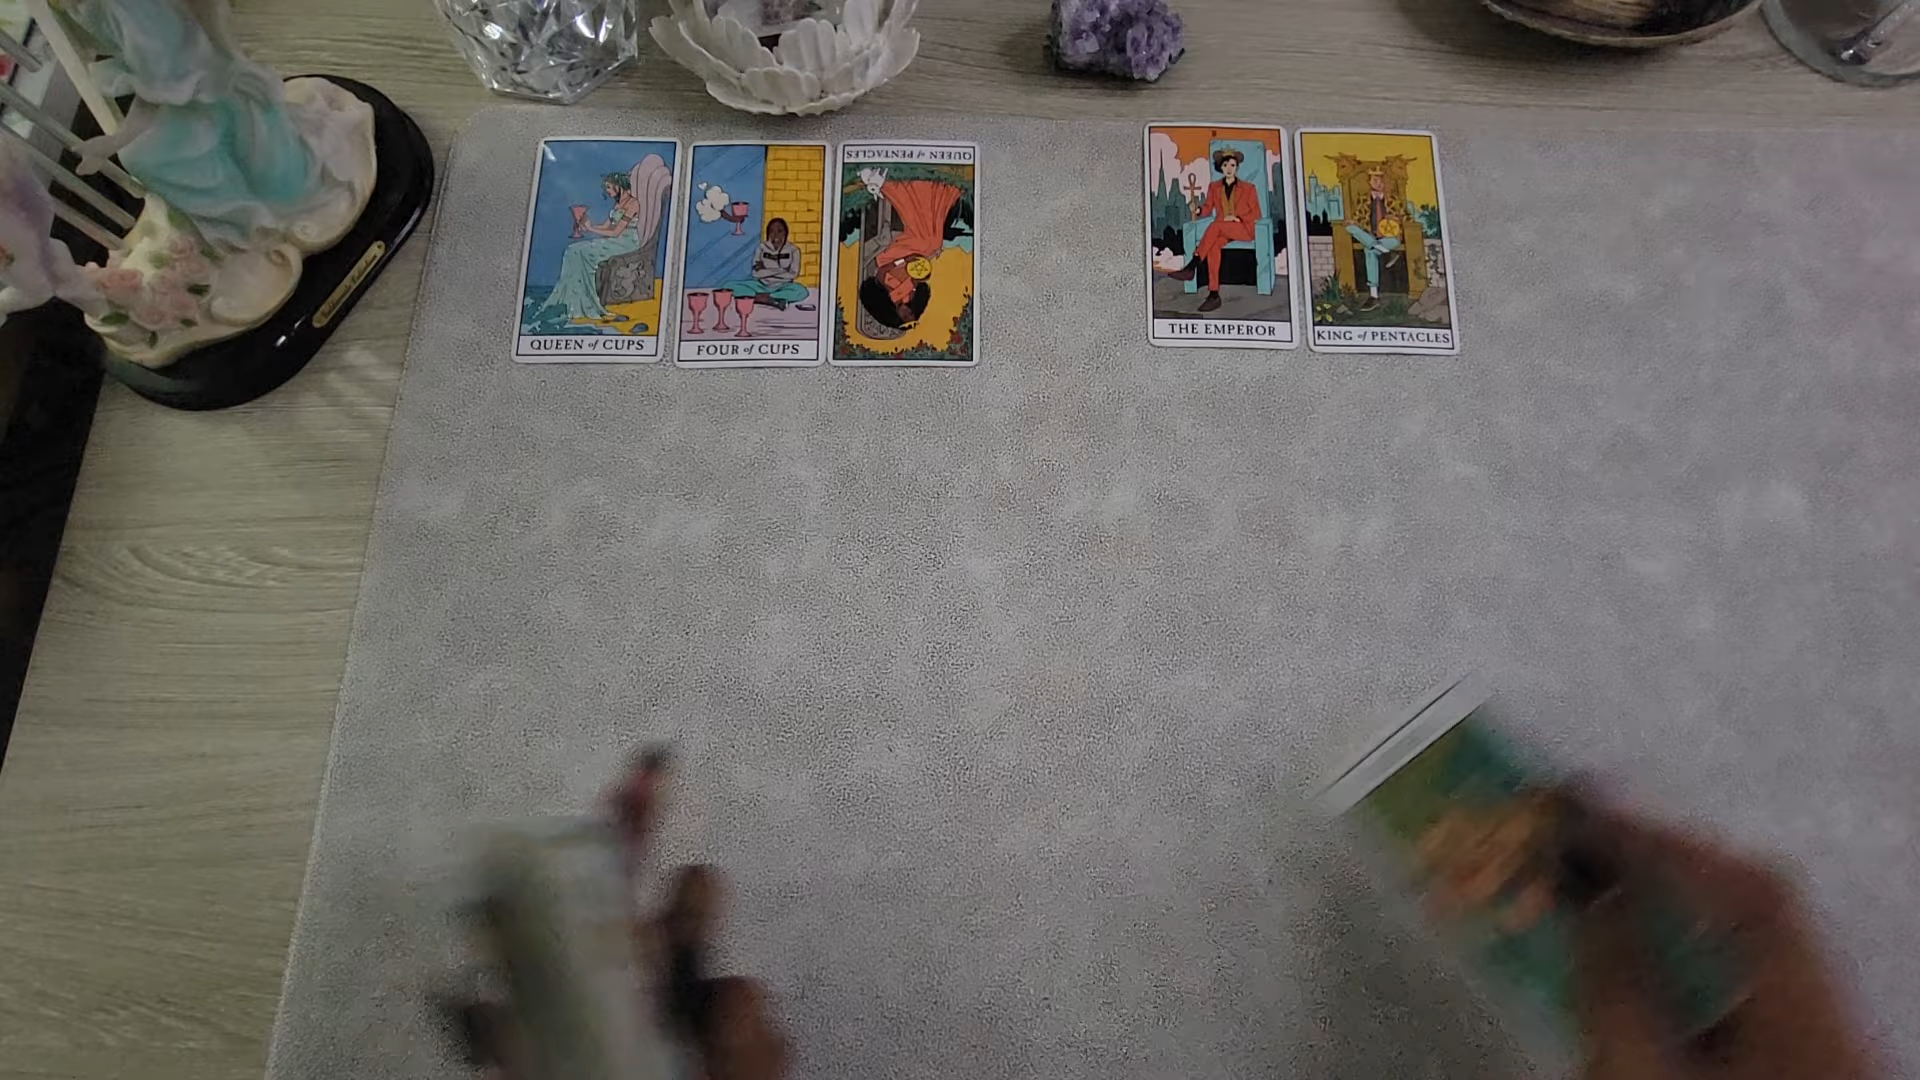 QUEEN of CUPS
FOUR of CUPS
QUEEN of PENTACLES
THE EMPEROR
KING of PENTACLES